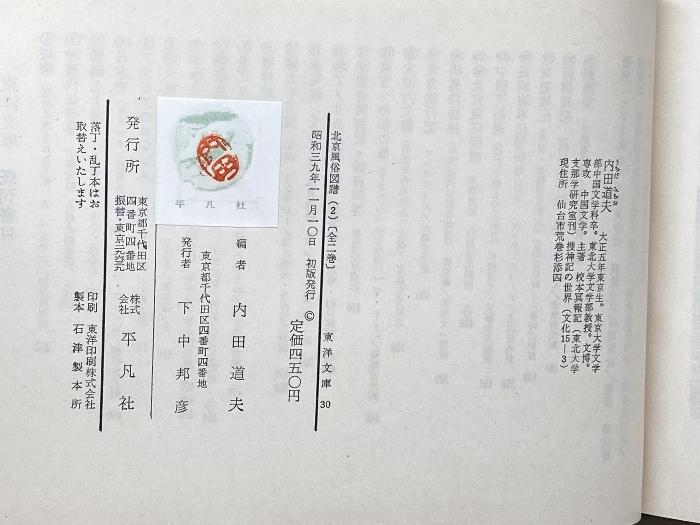 内田道夫
うちだ みちお
大正五年東京生。東京大学文学
部中国文学科卒。東北大学文学部教授。文博。
専攻 中国文学。主著 校本冥報記(東北大学
支那学研究室刊)捜神記の世界(文化15—3)
現住所 仙台市荒巻杉添四
東洋文庫 30
北京風俗図譜(2)〔全二巻〕
昭和三九年一一月一〇日 初版発行 ©
定価四五〇円
編者 内田道夫
東京都千代田区四番町四番地
発行者 下中邦彦
平凡社
発行所
東京都千代田区
四番町四番地
株式
会社 平凡社
印刷 東洋印刷株式会社
製本 石津製本所
落丁・乱丁本はお
取替えいたします